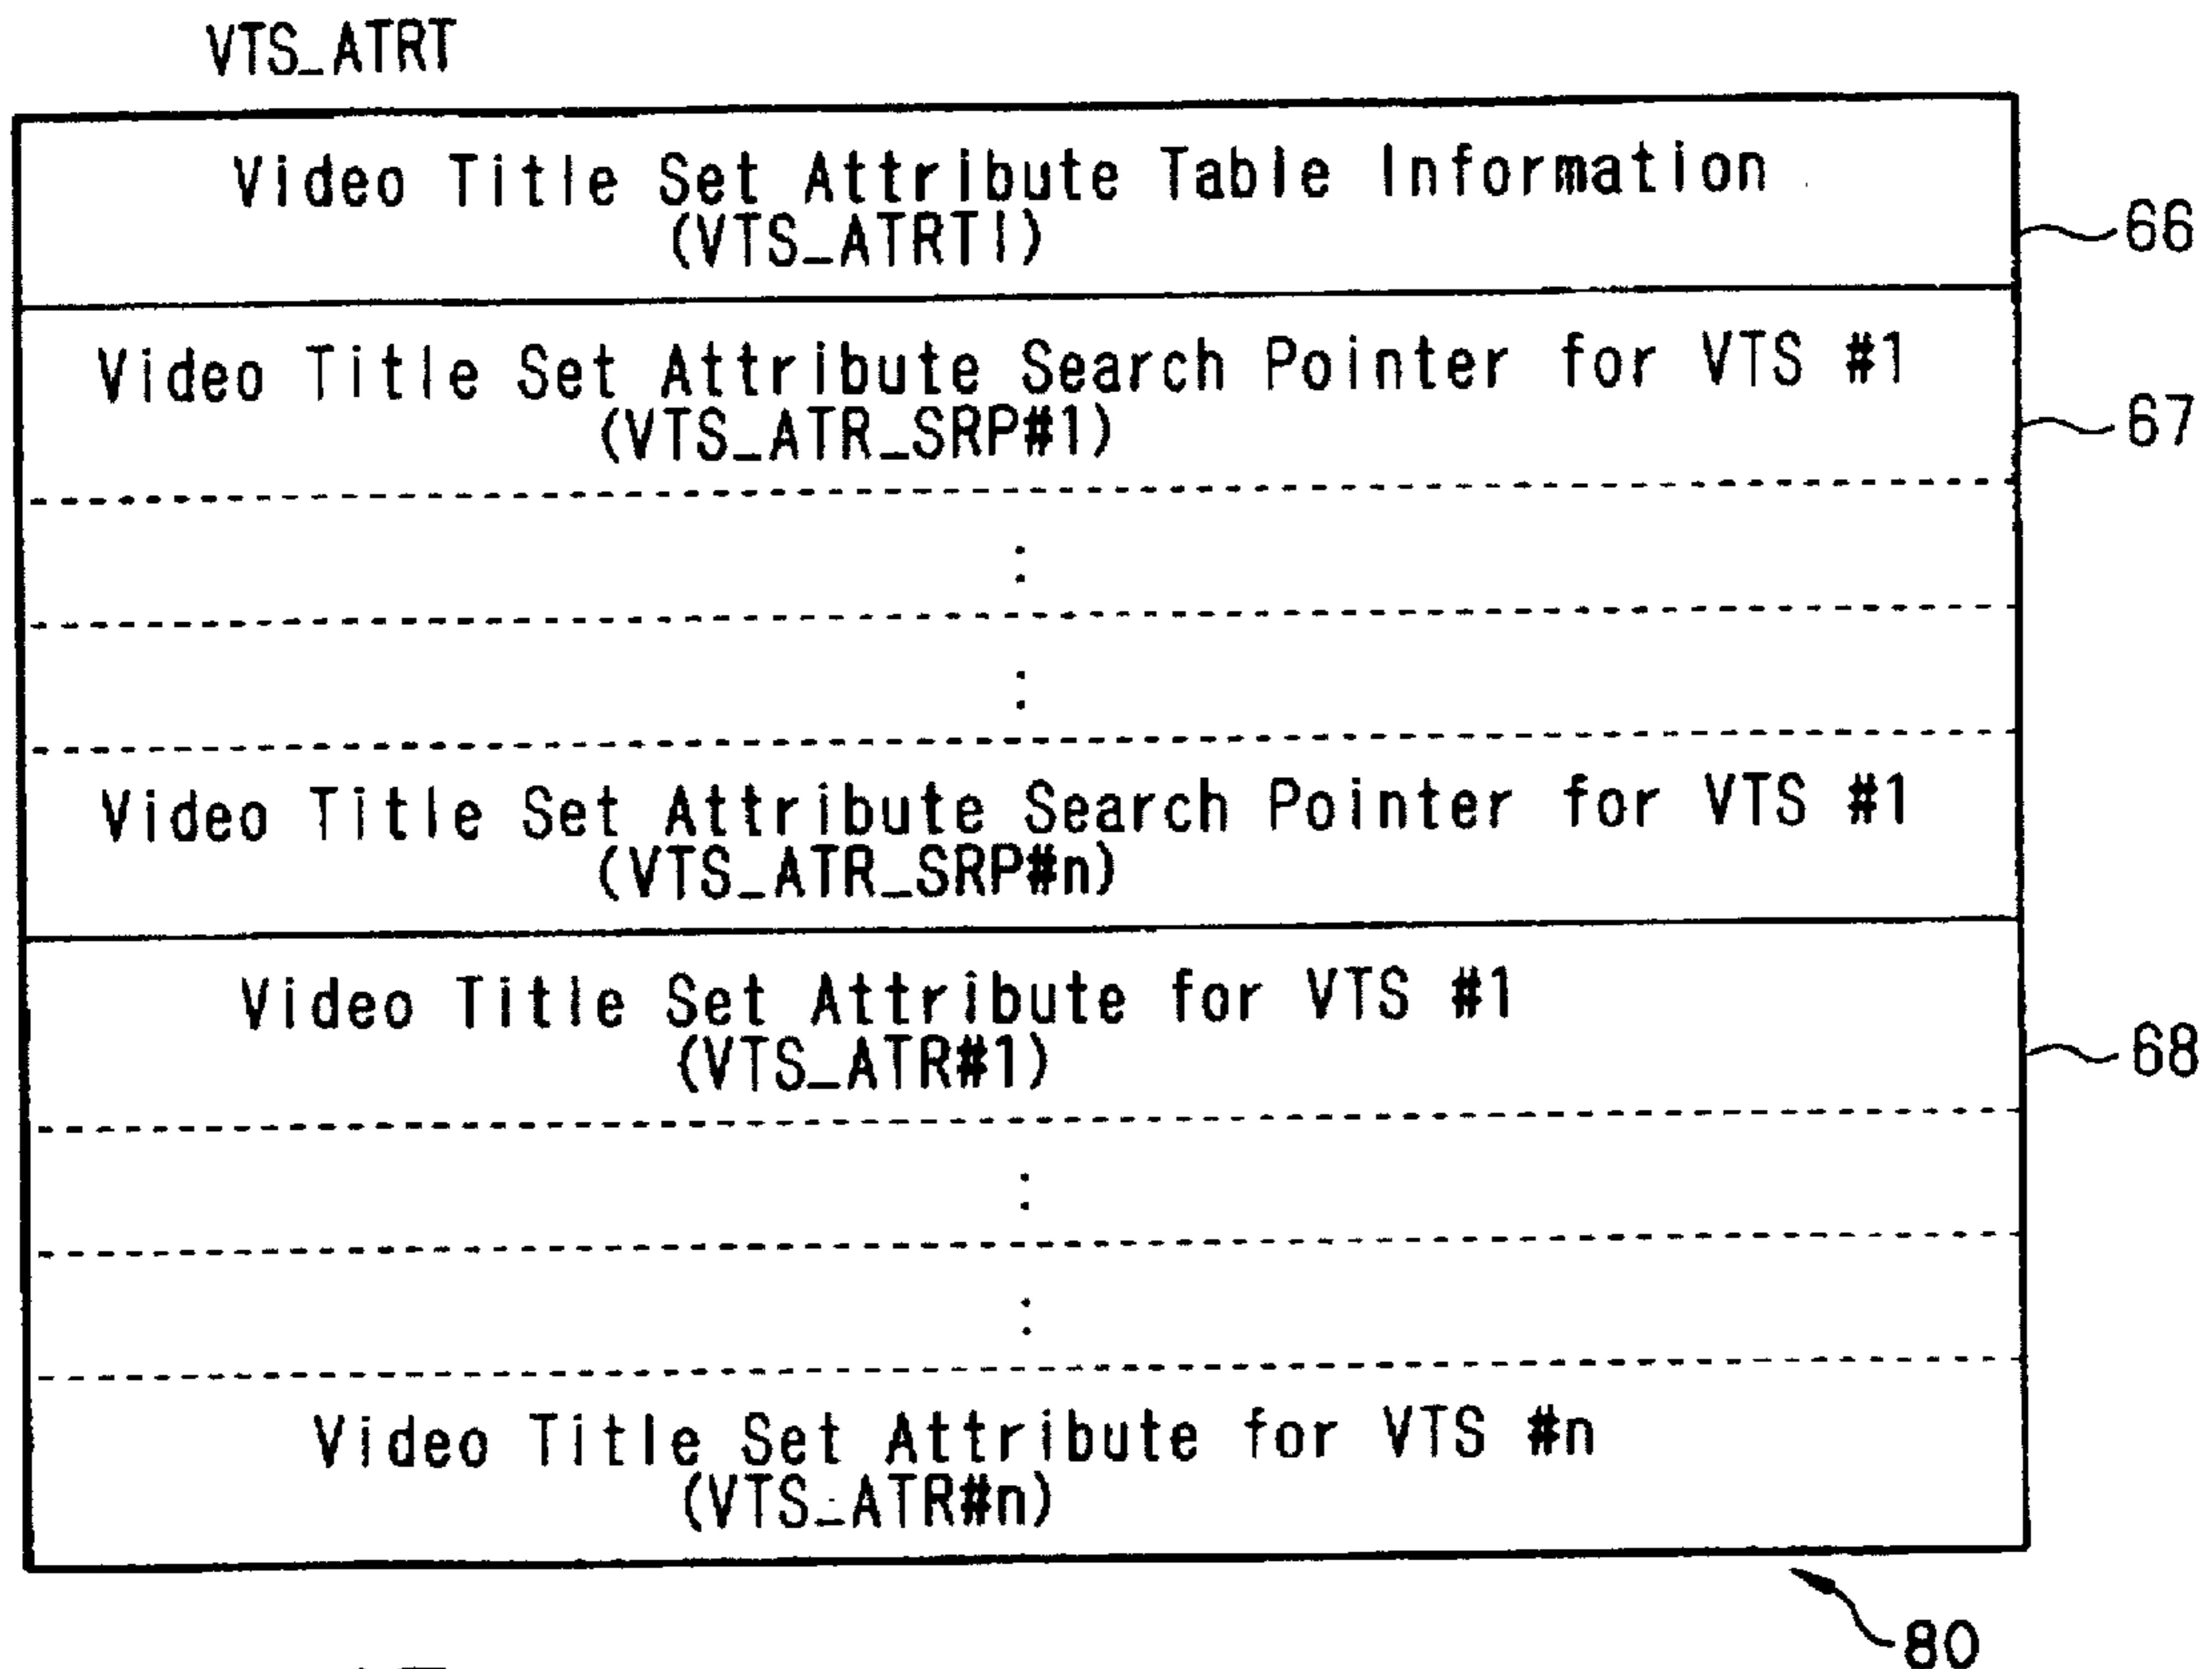 VTS_ATRT
Video Title Set Attribute Table Information
(VTS_ATRTI)
66
Video Title Set Attribute Search Pointer for VTS #1
(VTS_ATR_SRP#1)
67
:
:
Video Title Set Attribute Search Pointer for VTS #1
(VTS_ATR_SRP#n)
Video Title Set Attribute for VTS #1
(VTS_ATR#1)
68
:
:
Video Title Set Attribute for VTS #n
(VTS_ATR#n)
80